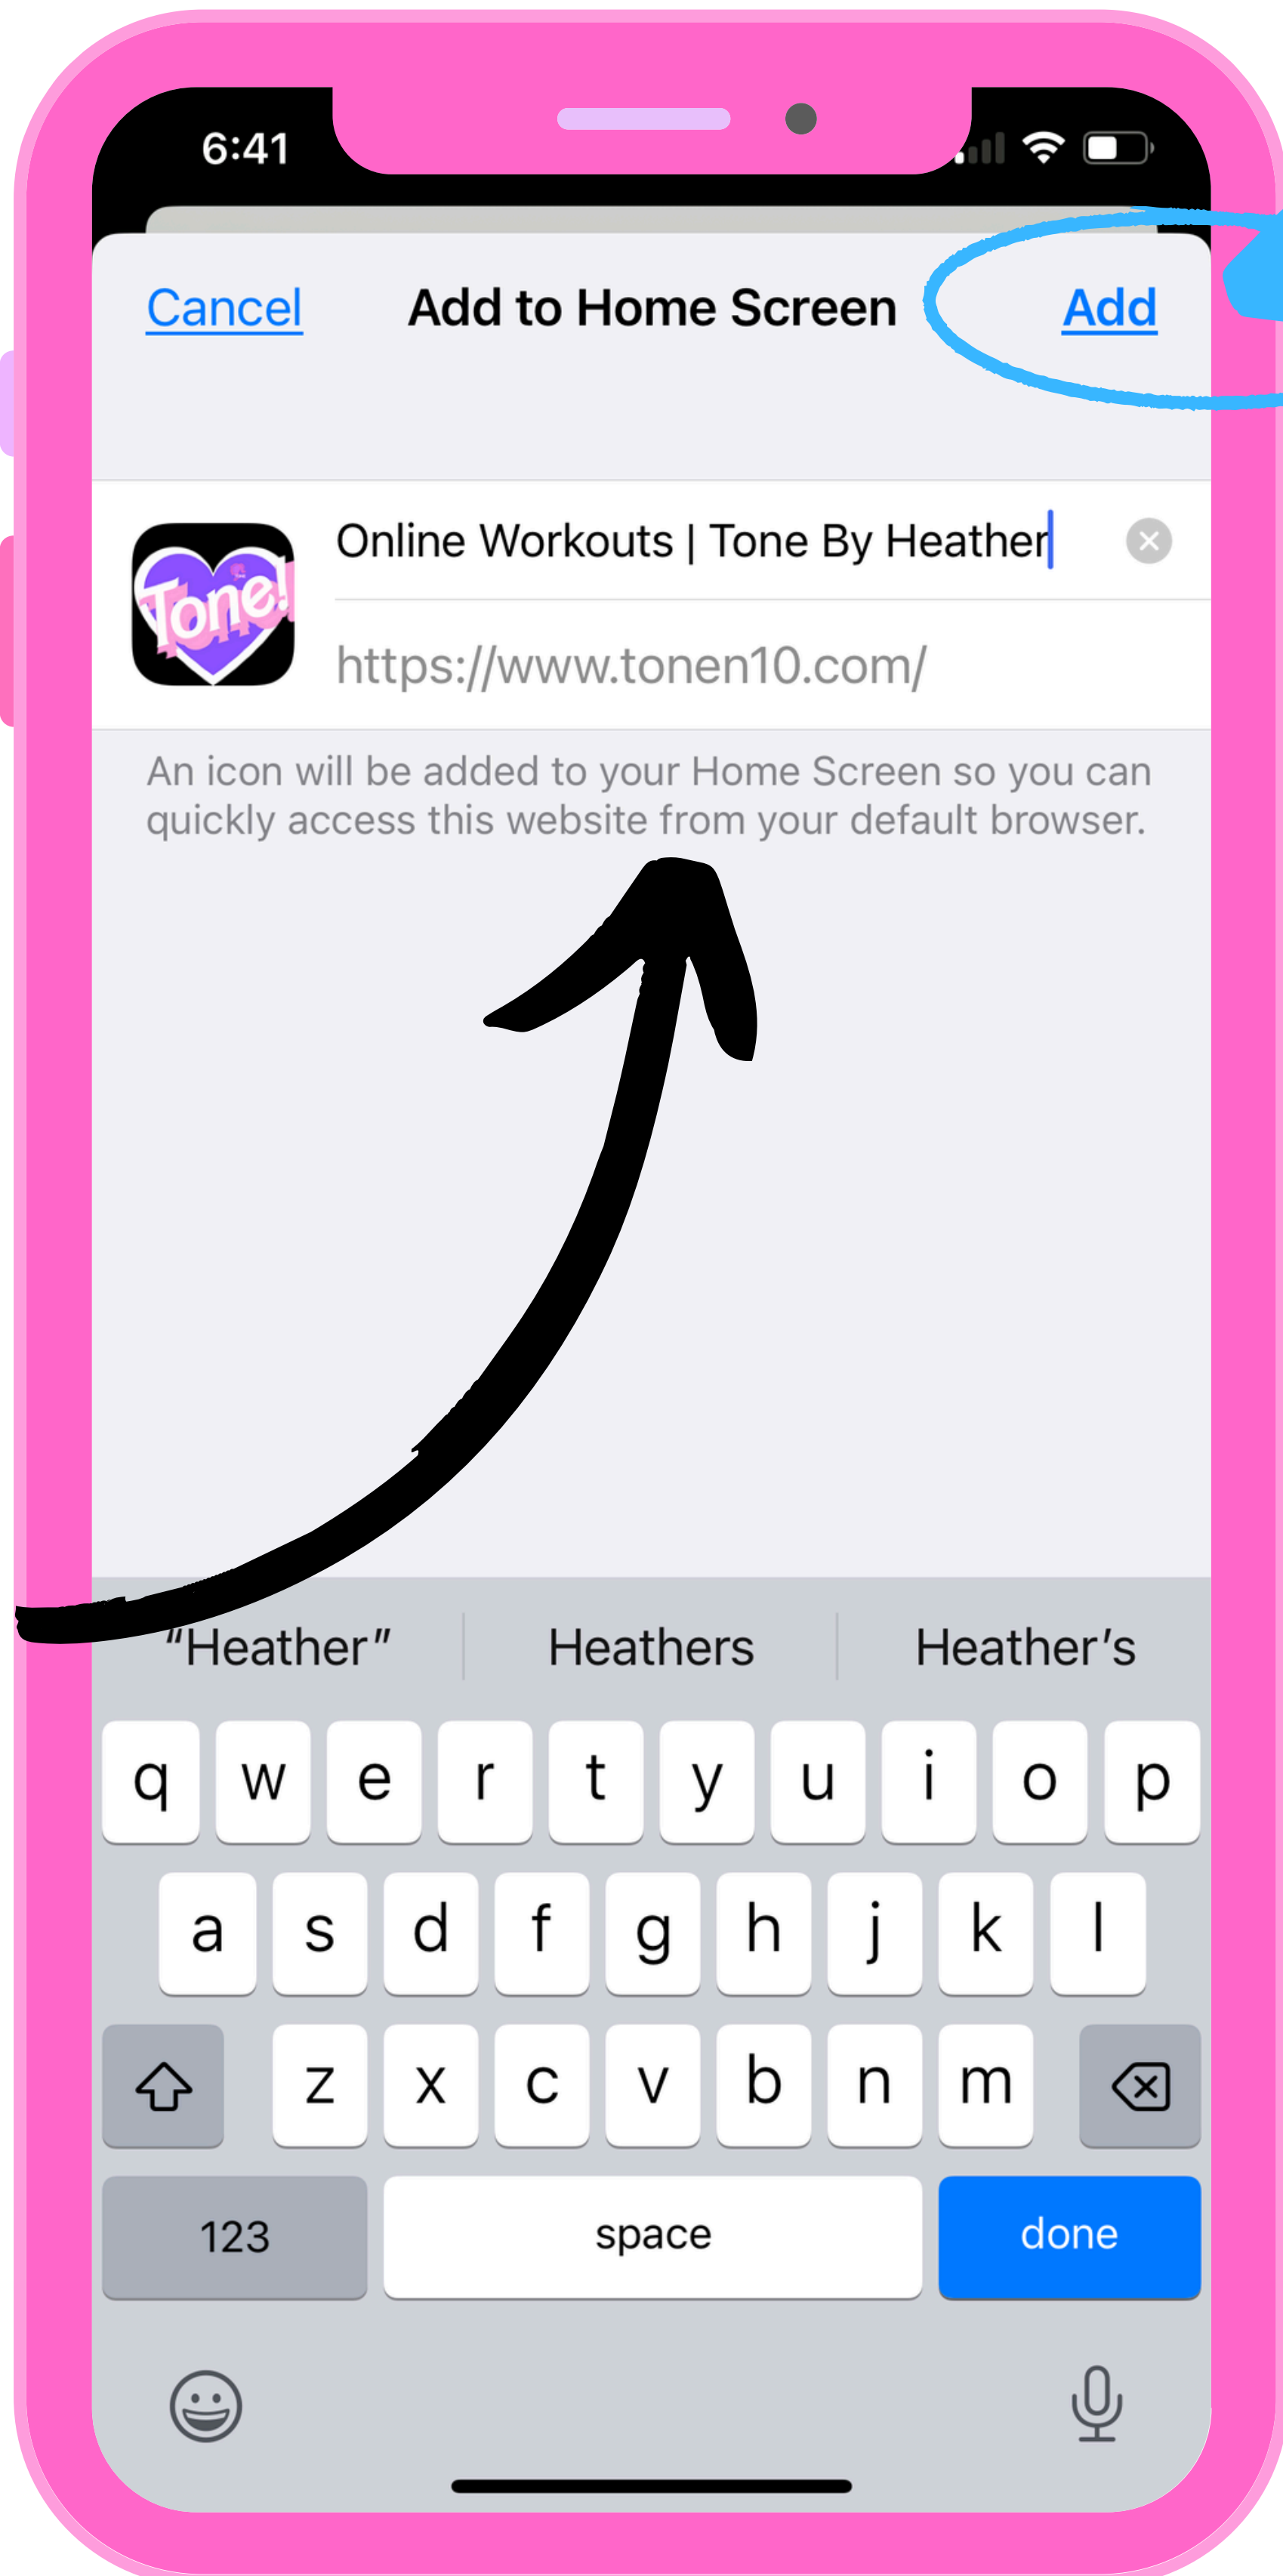 6:41
Cancel Add to Home Screen Add
Online Workouts | Tone By Heather
Tone!
https://www.tonen10.com/
An icon will be added to your Home Screen so you can
quickly access this website from your default browser.
“Heather” Heathers Heather’s
q w e r t y u i o p
a s d f g h j k l
z x c v b n m
123 space done